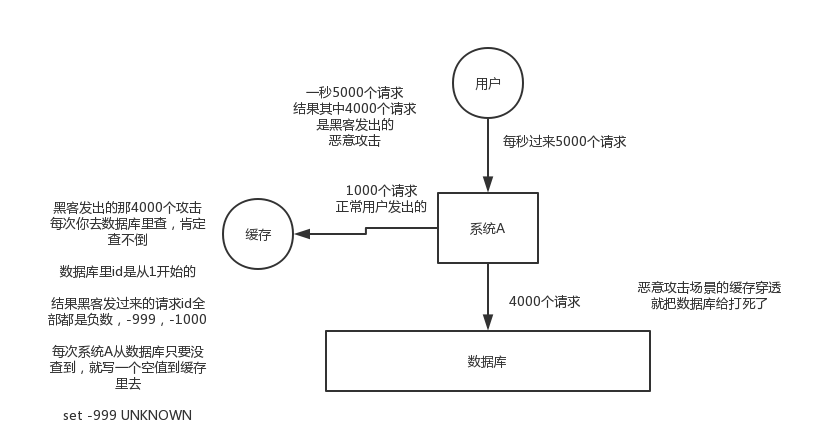 用户
一秒5000个请求
结果其中4000个请求
是黑客发出的
恶意攻击
每秒过来5000个请求
1000个请求
正常用户发出的
黑客发出的那4000个攻击
每次你去数据库里查，肯定
查不倒
缓存
系统A
数据库里id是从1开始的
结果黑客发过来的请求id全
部都是负数，-999，-1000
4000个请求
恶意攻击场景的缓存穿透
就把数据库给打死了
每次系统A从数据库只要没
查到，就写一个空值到缓存
里去
数据库
set -999 UNKNOWN